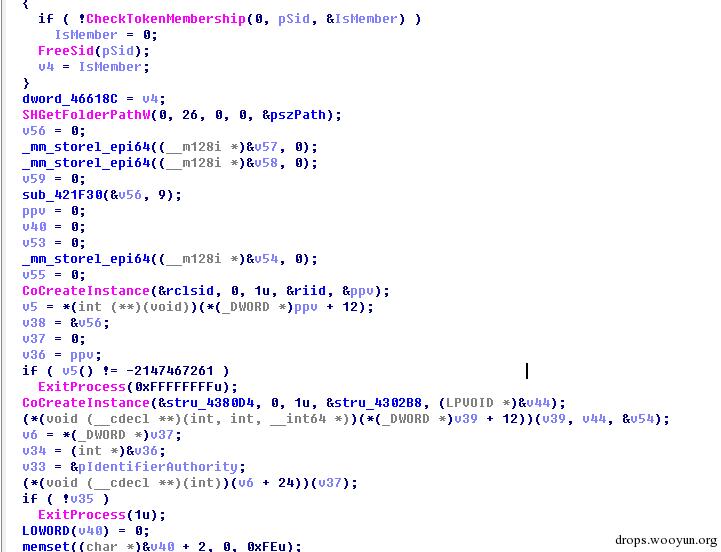 {
if ( !CheckTokenMembership(0, pSid, &IsMember) )
IsMember = 0;
FreeSid(pSid);
v4 = IsMember;
}
dword_46618C = v4;
SHGetFolderPathW(0, 26, 0, 0, &pszPath);
v56 = 0;
_mm_storel_epi64((__m128i *)&v57, 0);
_mm_storel_epi64((__m128i *)&v58, 0);
v59 = 0;
sub_421F30(&v56, 9);
ppv = 0;
v40 = 0;
v53 = 0;
_mm_storel_epi64((__m128i *)&v54, 0);
v55 = 0;
CoCreateInstance(&rclsid, 0, 1u, &riid, &ppv);
v5 = *(int (**)(void))(*(_DWORD *)ppv + 12);
v38 = &v56;
v37 = 0;
v36 = ppv;
if ( v5() != -2147467261 )
ExitProcess(0xFFFFFFFFu);
CoCreateInstance(&stru_4380D4, 0, 1u, &stru_4302B8, (LPVOID *)&v44);
(*(void (__cdecl **)(int, int, __int64 *))(*(_DWORD *)v39 + 12))(v39, v44, &v54);
v6 = *(_DWORD *)v37;
v34 = (int *)&v36;
v33 = &pIdentifierAuthority;
(*(void (__cdecl **)(int))(v6 + 24))(v37);
if ( !v35 )
ExitProcess(1u);
LOWORD(v40) = 0;
memset((char *)&v40 + 2, 0, 0xFEu);
drops.wooyun.org